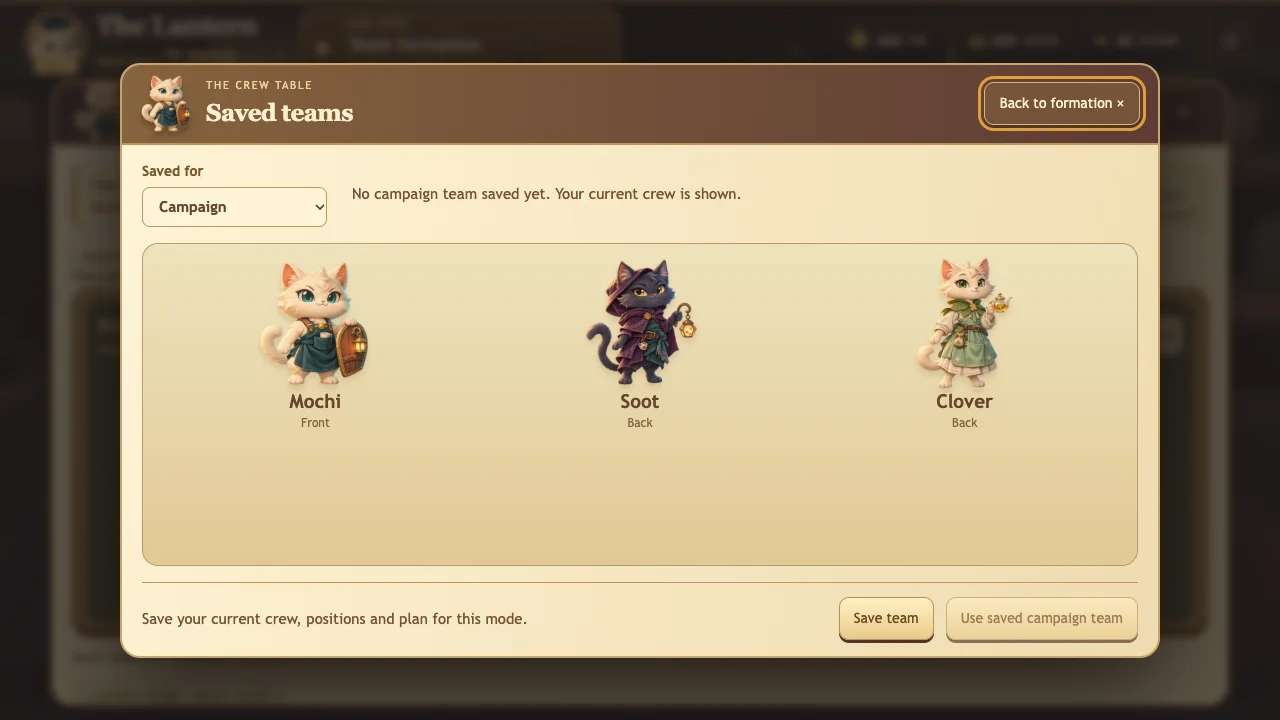 The Lantern
THE CREW TABLE
Saved teams
Back to formation ×
Saved for
Campaign
No campaign team saved yet. Your current crew is shown.
Mochi
Front
Soot
Back
Clover
Back
Save your current crew, positions and plan for this mode.
Save team
Use saved campaign team